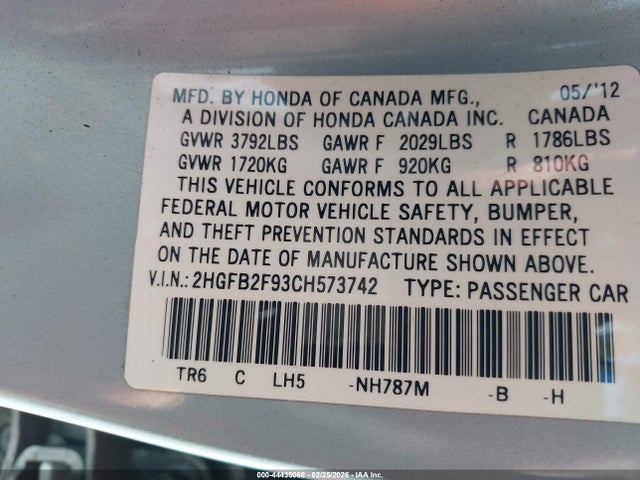 MFD. BY HONDA OF CANADA MFG., 05/'12
A DIVISION OF HONDA CANADA INC. CANADA
GVWR 3792LBS GAWR F 2029LBS R 1786LBS
GVWR 1720KG GAWR F 920KG R 810KG
THIS VEHICLE CONFORMS TO ALL APPLICABLE
FEDERAL MOTOR VEHICLE SAFETY, BUMPER,
AND THEFT PREVENTION STANDARDS IN EFFECT
ON THE DATE OF MANUFACTURE SHOWN ABOVE.
V.I.N.: 2HGFB2F93CH573742 TYPE: PASSENGER CAR
TR6 C LH5 -NH787M -B -H
000-44435068 - 02/25/2026 - IAA Inc.